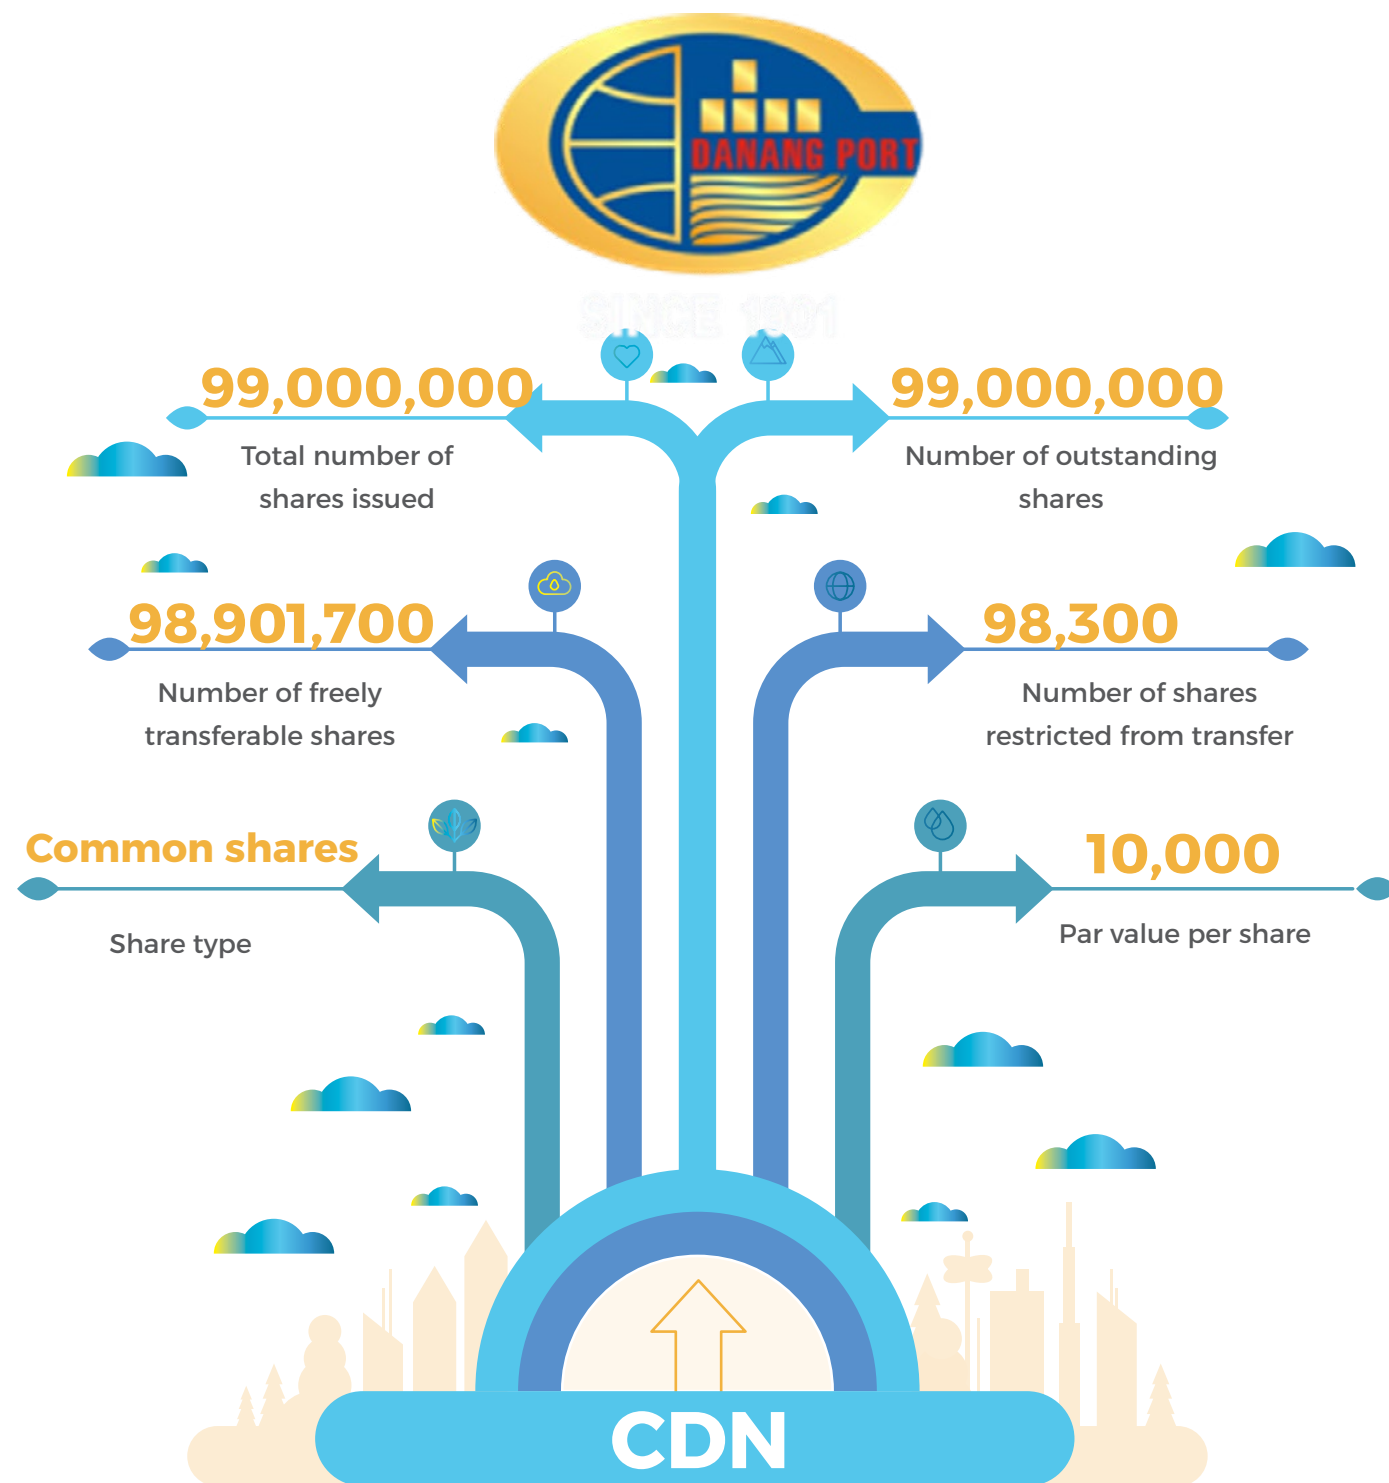 DANANG PORT
SINCE 1901
99,000,000
Total number of
shares issued
99,000,000
Number of outstanding
shares
98,901,700
Number of freely
transferable shares
98,300
Number of shares
restricted from transfer
Common shares
Share type
10,000
Par value per share
CDN